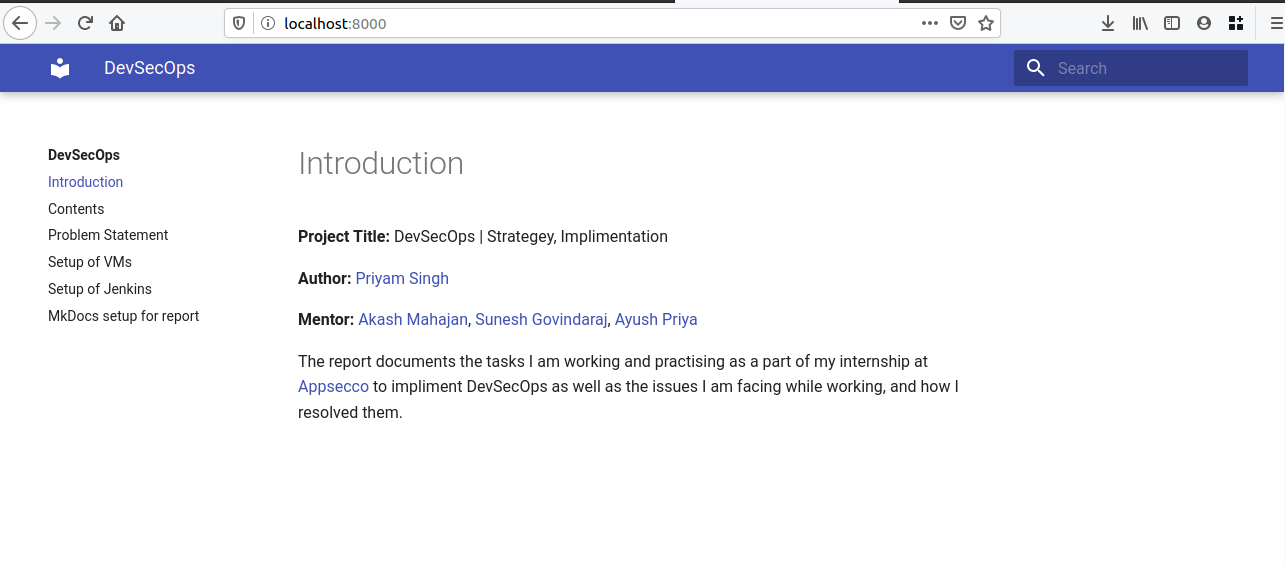 localhost:8000
DevSecOps
Search
DevSecOps
Introduction
Contents
Problem Statement
Setup of VMs
Setup of Jenkins
MkDocs setup for report
Introduction
Project Title: DevSecOps | Strategey, Implimentation
Author: Priyam Singh
Mentor: Akash Mahajan, Sunesh Govindaraj, Ayush Priya
The report documents the tasks I am working and practising as a part of my internship at
Appsecco to impliment DevSecOps as well as the issues I am facing while working, and how I
resolved them.